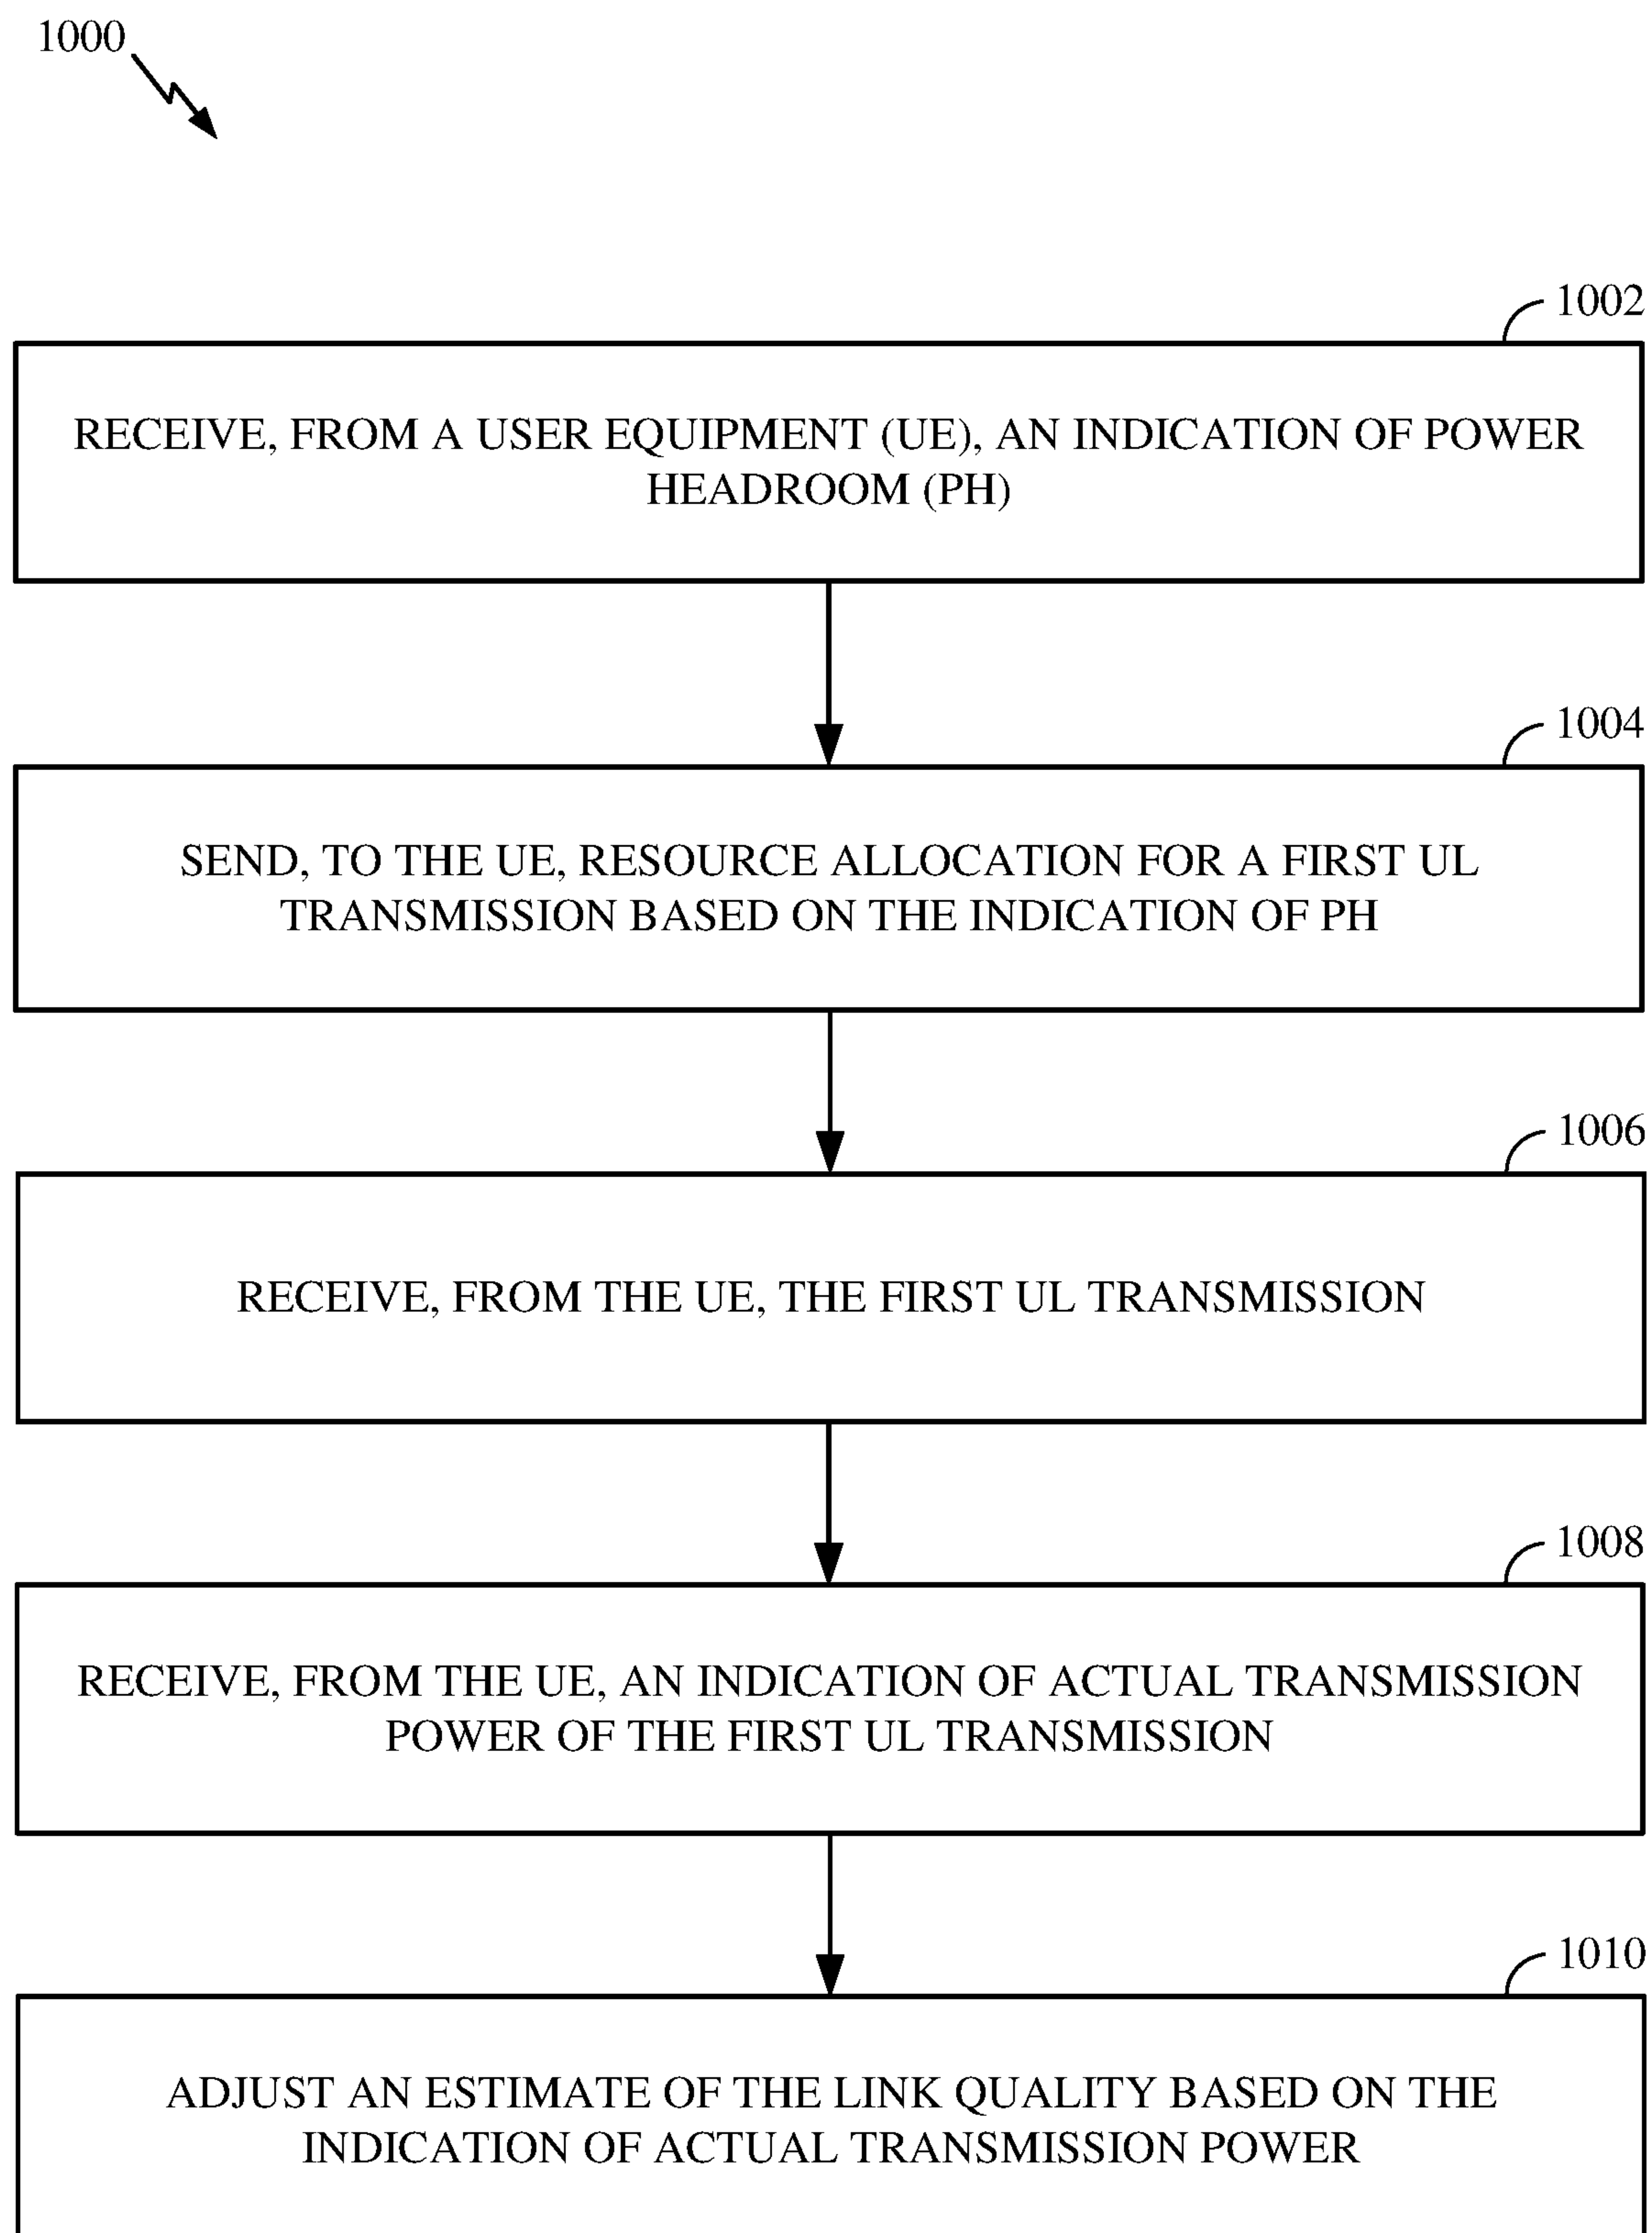 1000
1002
RECEIVE, FROM A USER EQUIPMENT (UE), AN INDICATION OF POWER
HEADROOM (PH)
1004
SEND, TO THE UE, RESOURCE ALLOCATION FOR A FIRST UL
TRANSMISSION BASED ON THE INDICATION OF PH
1006
RECEIVE, FROM THE UE, THE FIRST UL TRANSMISSION
1008
RECEIVE, FROM THE UE, AN INDICATION OF ACTUAL TRANSMISSION
POWER OF THE FIRST UL TRANSMISSION
1010
ADJUST AN ESTIMATE OF THE LINK QUALITY BASED ON THE
INDICATION OF ACTUAL TRANSMISSION POWER